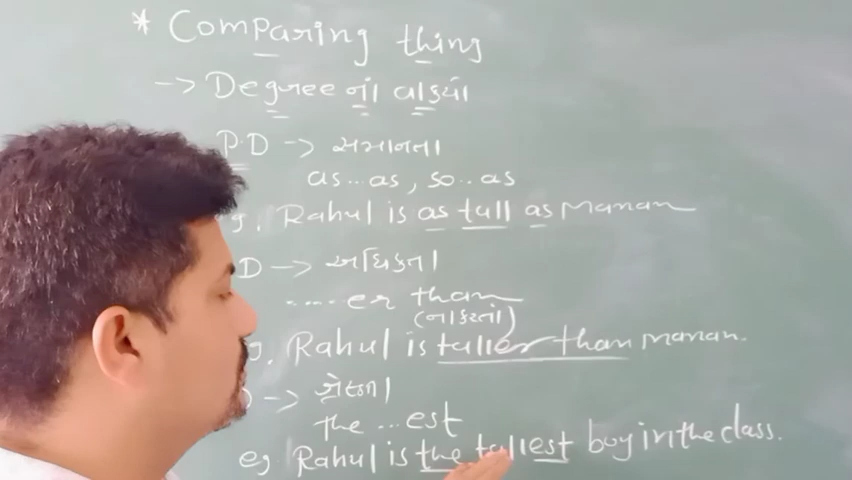 * Comparing thing
→ Degree નાં વાક્યો
P.D → સમાનતા
as...as, so..as
g. Rahul is as tall as Manan
D → અધિકતા
.....er than
(ના કરતાં)
g. Rahul is taller than manan.
D → શ્રેષ્ઠતા
the ...est
eg Rahul is the tallest boy in the class.